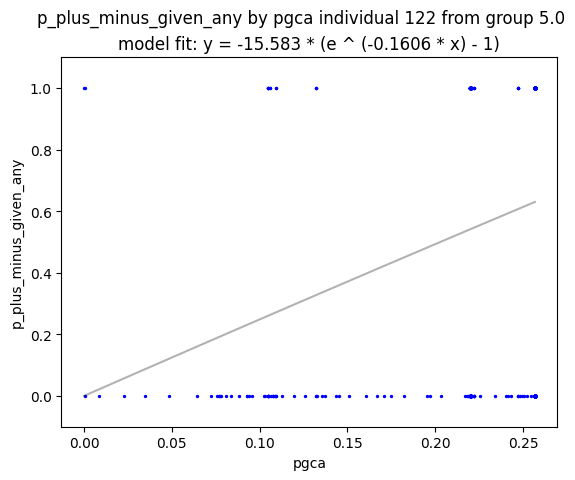 p_plus_minus_given_any by pgca individual 122 from group 5.0
model fit: y = -15.583 * (e ^ (-0.1606 * x) - 1)
1.0
0.8
0.6
0.4
0.2
0.0
p_plus_minus_given_any
0.00 0.05 0.10 0.15 0.20 0.25
pgca